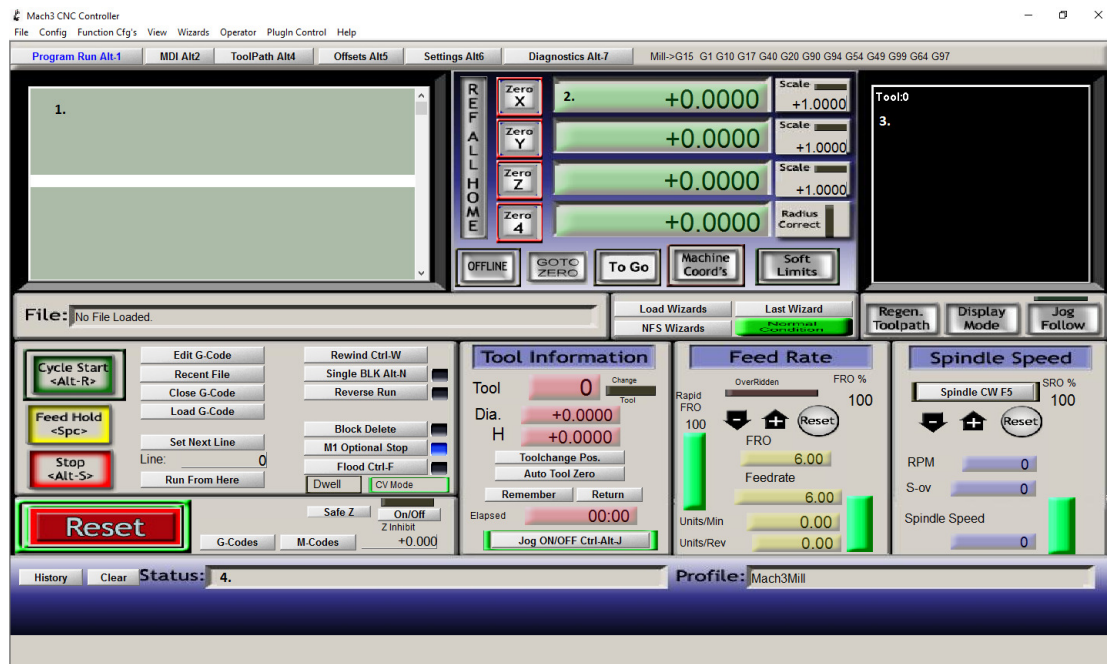 Mach3 CNC Controller
File Config Function Cfg's View Wizards Operator PlugIn Control Help
Program Run Alt-1 MDI Alt2 ToolPath Alt4 Offsets Alt5 Settings Alt6 Diagnostics Alt-7 Mill->G15 G1 G10 G17 G40 G20 G90 G94 G54 G49 G99 G64 G97
1.
REF ALL HOME
Zero X 2. +0.0000 Scale +1.0000
Zero Y +0.0000 Scale +1.0000
Zero Z +0.0000 Scale +1.0000
Zero 4 +0.0000 Radius Correct
OFFLINE GOTO ZERO To Go Machine Coord's Soft Limits
Tool:0
3.
File: No File Loaded.
Load Wizards Last Wizard
NFS Wizards Normal Condition
Regen. Toolpath Display Mode Jog Follow
Cycle Start <Alt-R>
Feed Hold <Spc>
Stop <Alt-S>
Edit G-Code
Recent File
Close G-Code
Load G-Code
Set Next Line
Line: 0
Run From Here
Rewind Ctrl-W
Single BLK Alt-N
Reverse Run
Block Delete
M1 Optional Stop
Flood Ctrl-F
Dwell CV Mode
Reset
G-Codes M-Codes
Safe Z On/Off
Z Inhibit
+0.000
Tool Information
Tool 0 Change Tool
Dia. +0.0000
H +0.0000
Toolchange Pos.
Auto Tool Zero
Remember Return
Elapsed 00:00
Jog ON/OFF Ctrl-Alt-J
Feed Rate
OverRidden FRO %
Rapid FRO 100
100
Reset
FRO
6.00
Feedrate
6.00
Units/Min 0.00
Units/Rev 0.00
Spindle Speed
Spindle CW F5 SRO %
100
Reset
RPM 0
S-ov 0
Spindle Speed
0
History Clear Status: 4. Profile: Mach3Mill